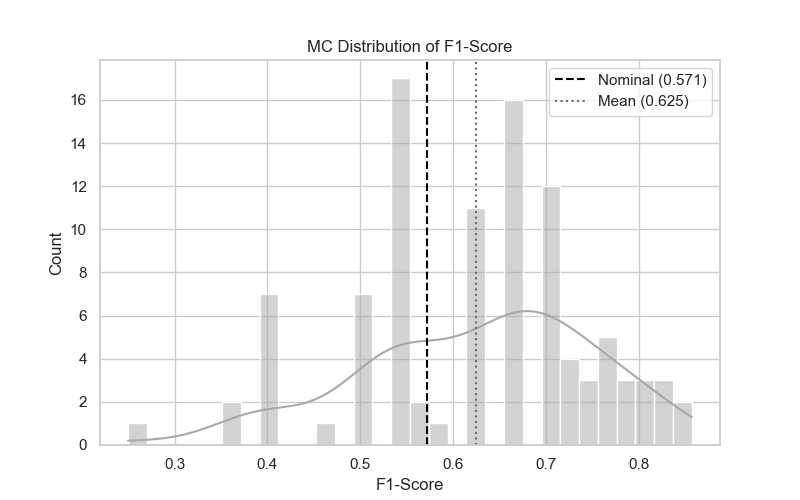 MC Distribution of F1-Score
Nominal (0.571)
Mean (0.625)
Count
16
14
12
10
8
6
4
2
0
0.3 0.4 0.5 0.6 0.7 0.8
F1-Score